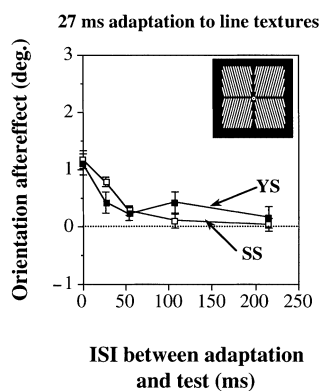 27 ms adaptation to line textures
Orientation aftereffect (deg.)
3
2
1
0
−1
YS
SS
0 50 100 150 200 250
ISI between adaptation
and test (ms)